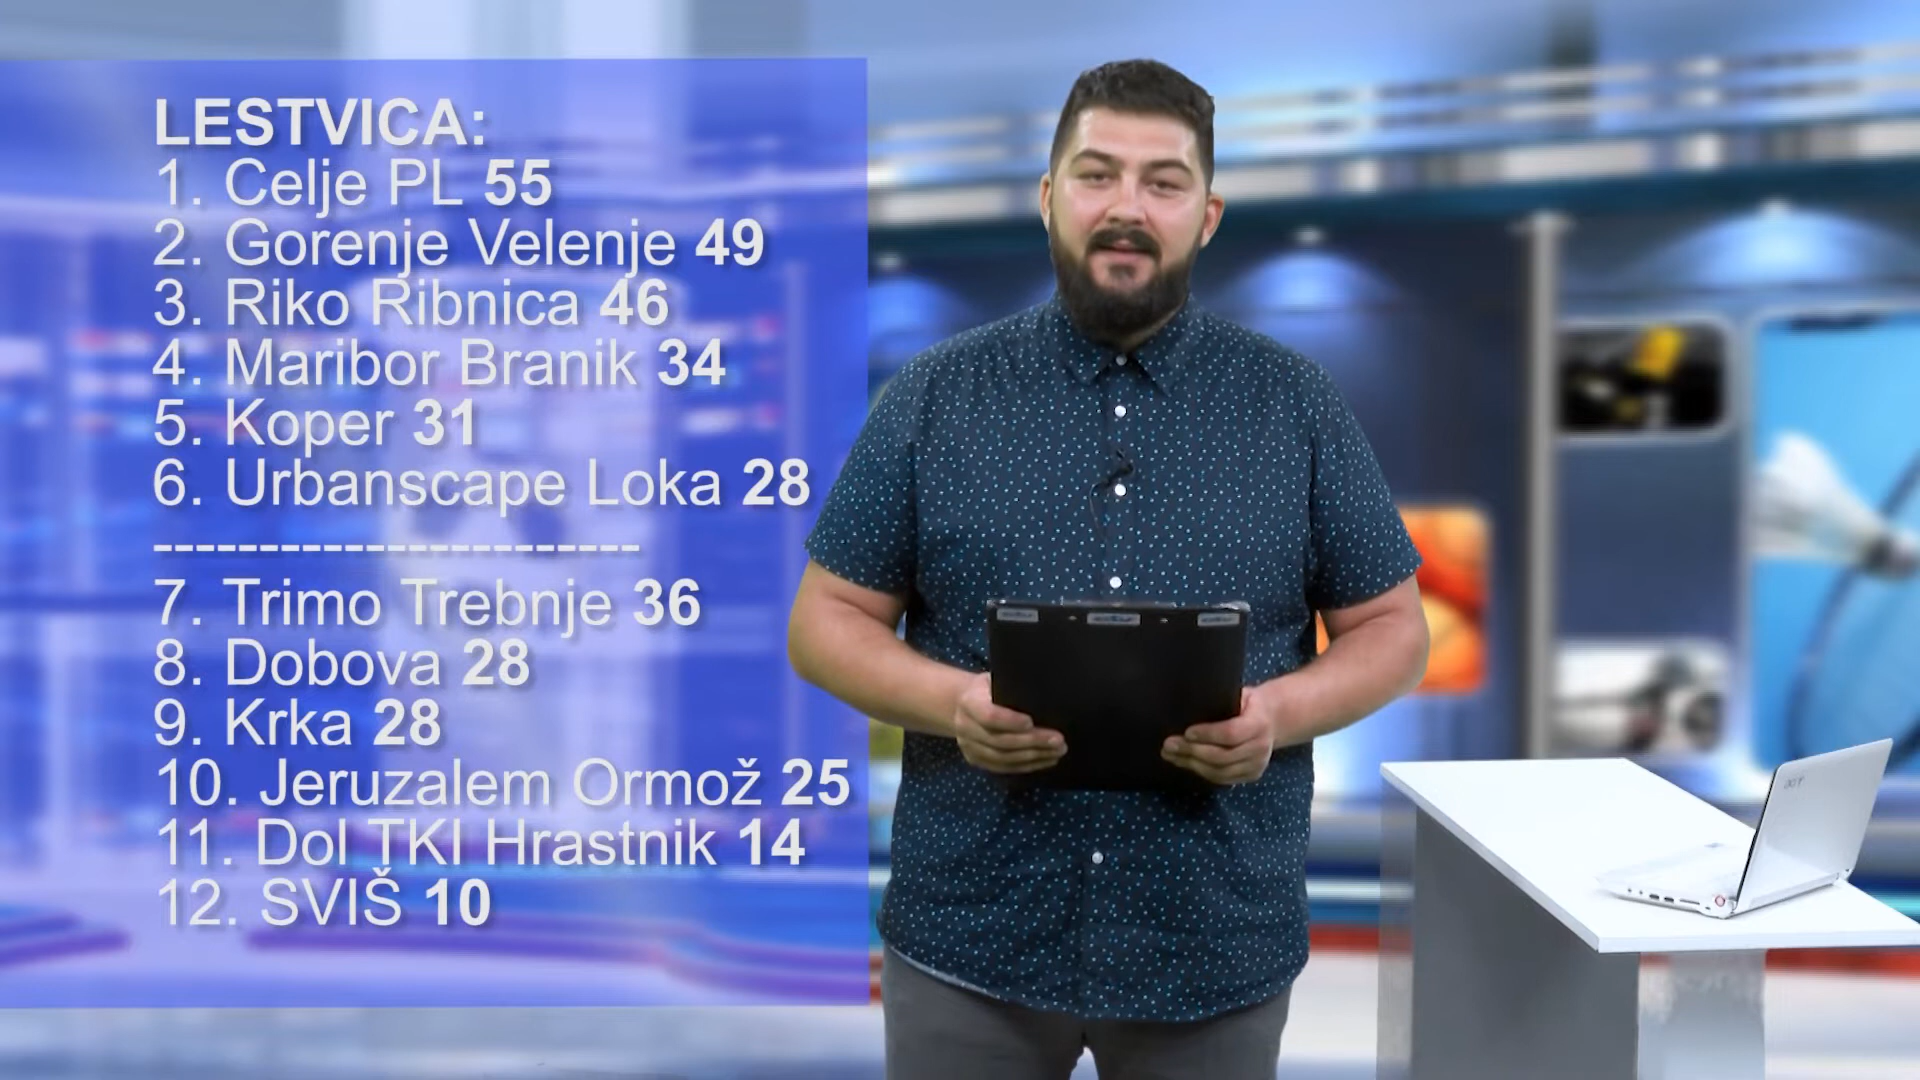 LESTVICA:
1. Celje PL 55
2. Gorenje Velenje 49
3. Riko Ribnica 46
4. Maribor Branik 34
5. Koper 31
6. Urbanscape Loka 28
-----------------------
7. Trimo Trebnje 36
8. Dobova 28
9. Krka 28
10. Jeruzalem Ormož 25
11. Dol TKI Hrastnik 14
12. SVIŠ 10
acer